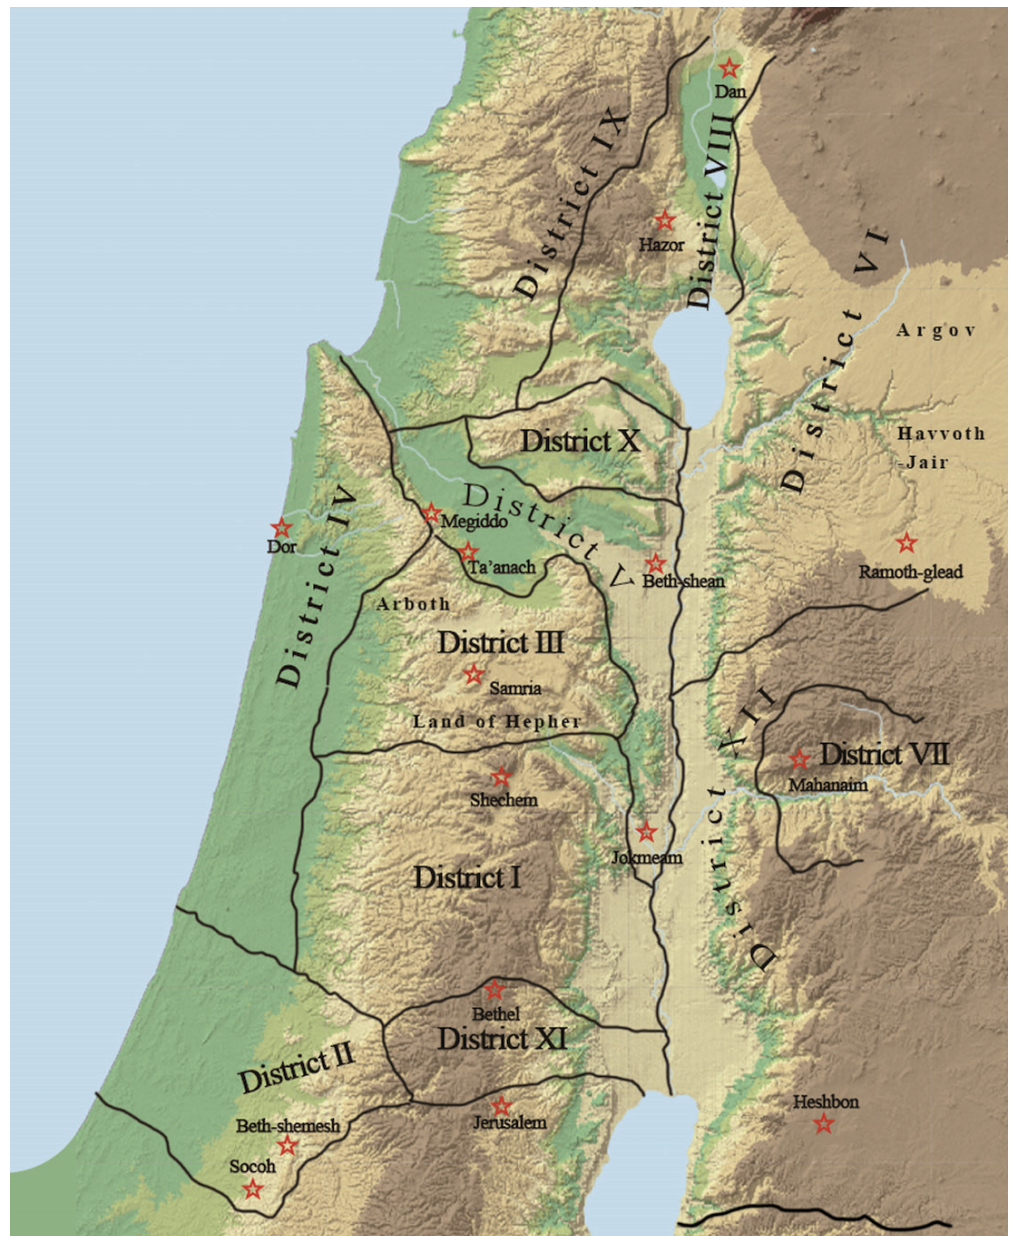 Dan
District IX
District VIII
Hazor
District VI
Argov
District X
Havvoth
-Jair
District IV
District V
Megiddo
Dor
Ta'anach
Beth-shean
Ramoth-glead
Arboth
District III
Samria
Land of Hepher
District XII
District VII
Mahanaim
Shechem
Jokmeam
District I
Bethel
District XI
District II
Heshbon
Jerusalem
Beth-shemesh
Socoh